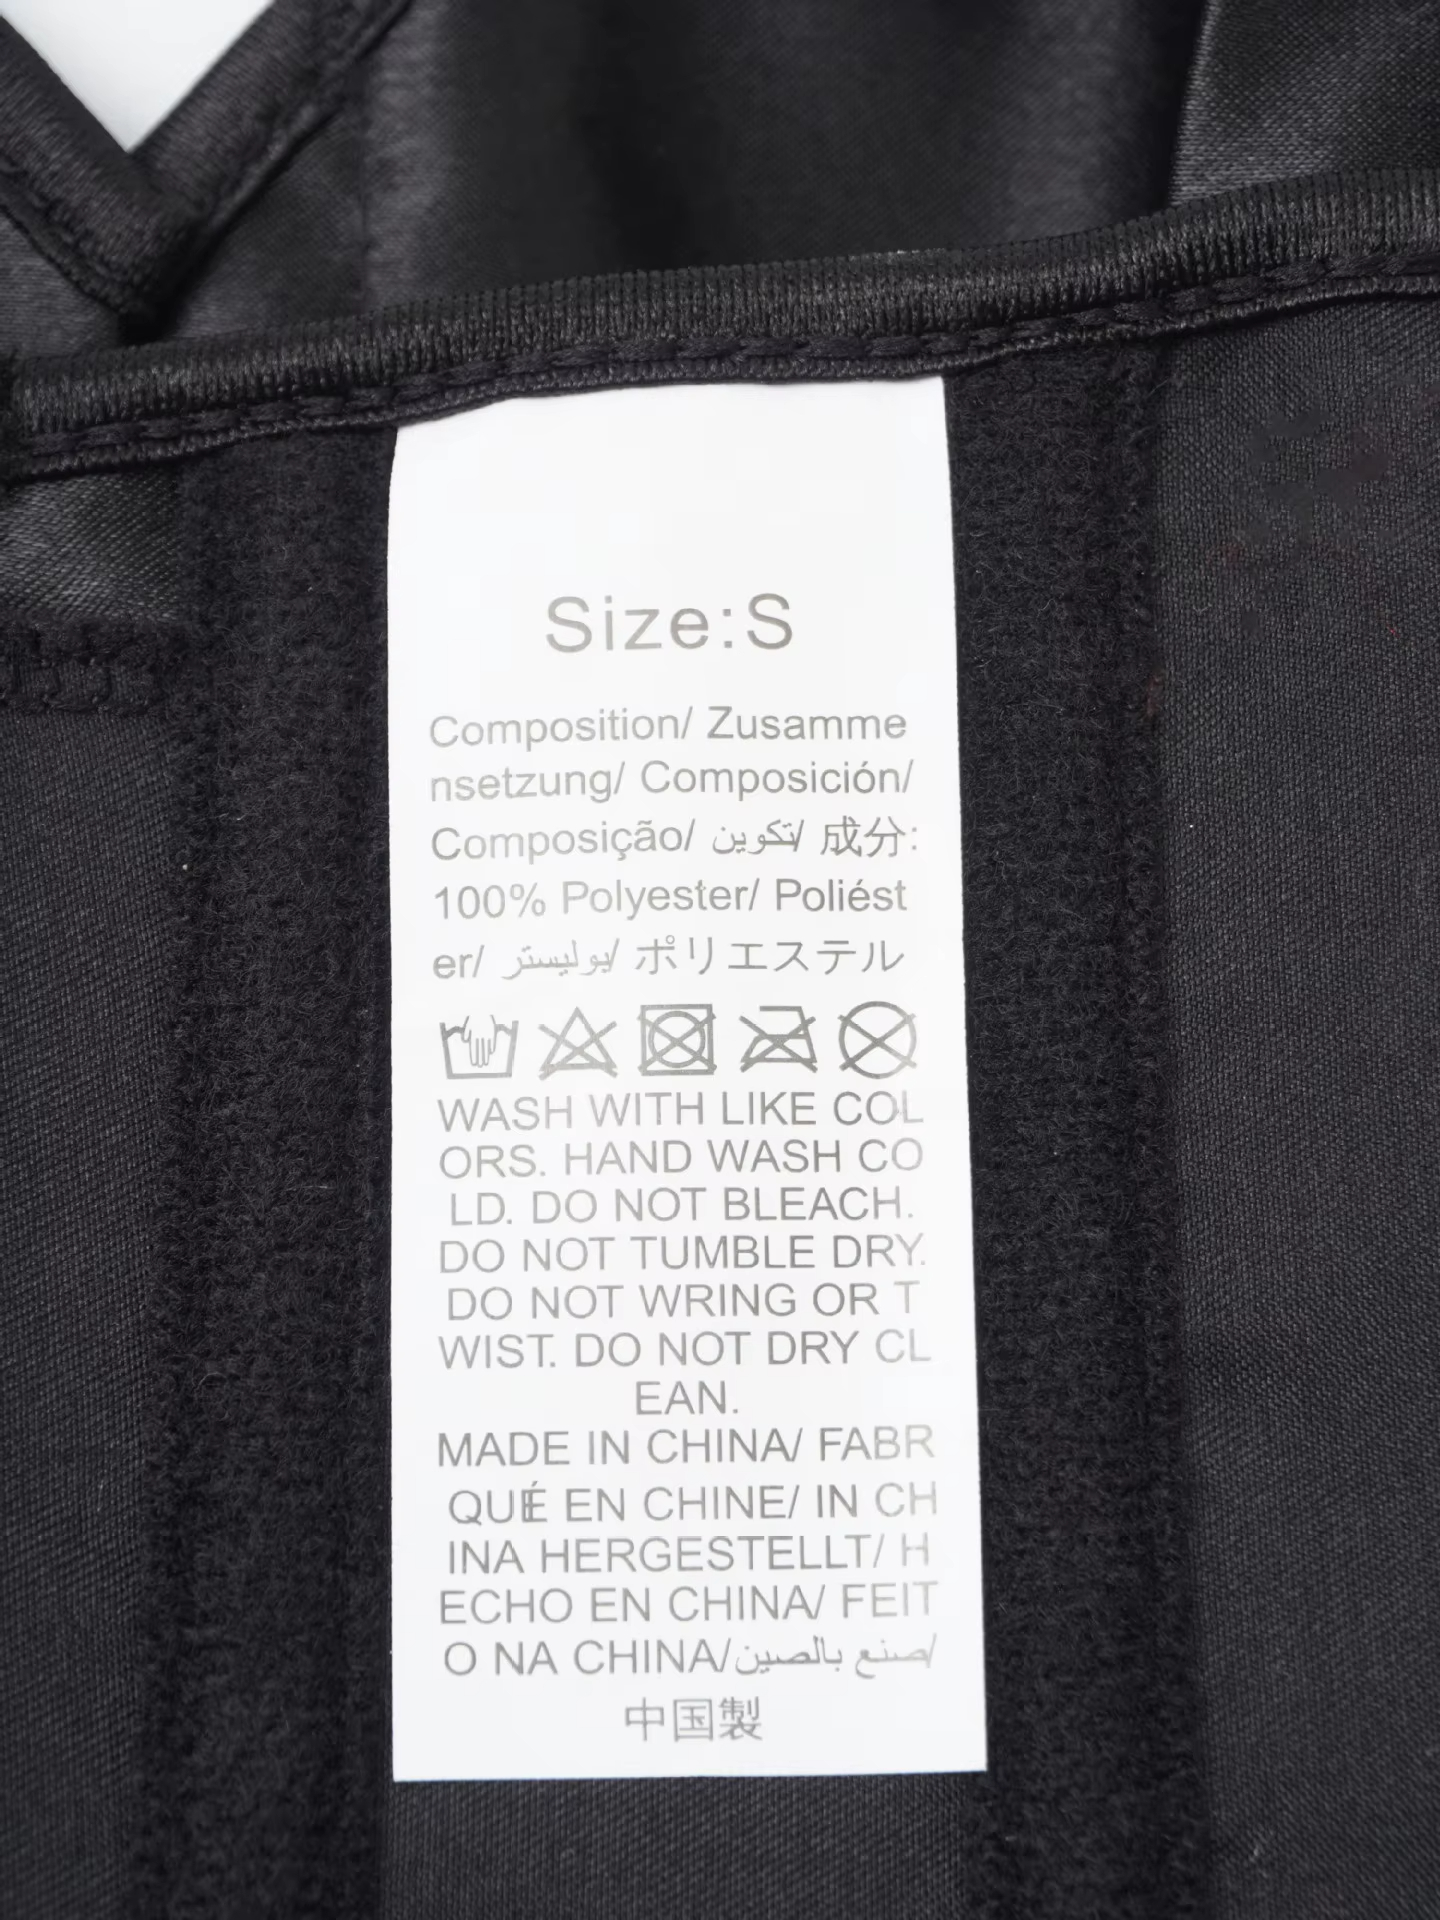 Size:S
Composition/ Zusamme
nsetzung/ Composición/
Composição/ تكوين/ 成分:
100% Polyester/ Poliést
er/ بوليستر/ ポリエステル
WASH WITH LIKE COL
ORS. HAND WASH CO
LD. DO NOT BLEACH.
DO NOT TUMBLE DRY.
DO NOT WRING OR T
WIST. DO NOT DRY CL
EAN.
MADE IN CHINA/ FABR
QUÉ EN CHINE/ IN CH
INA HERGESTELLT/ H
ECHO EN CHINA/ FEIT
O NA CHINA/صنع بالصين/
中国製